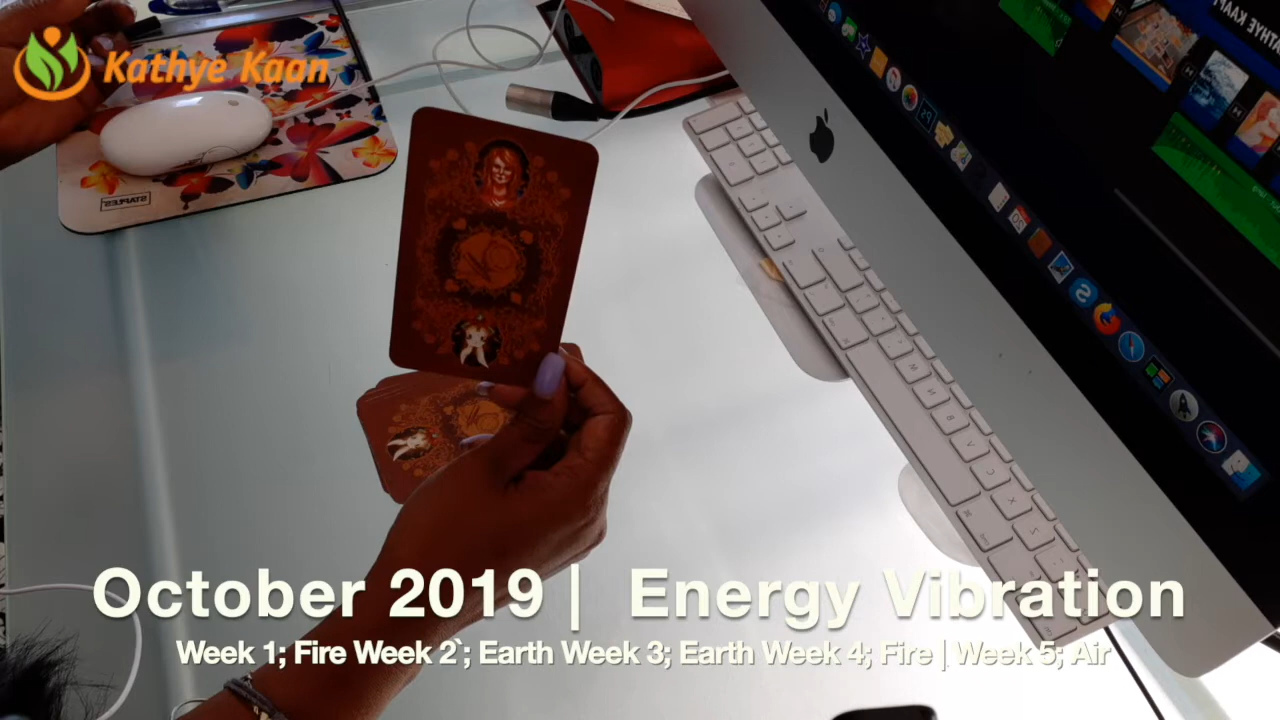 Kathye Kaan
STAPLES
October 2019 | Energy Vibration
Week 1; Fire Week 2`; Earth Week 3; Earth Week 4; Fire | Week 5; Air